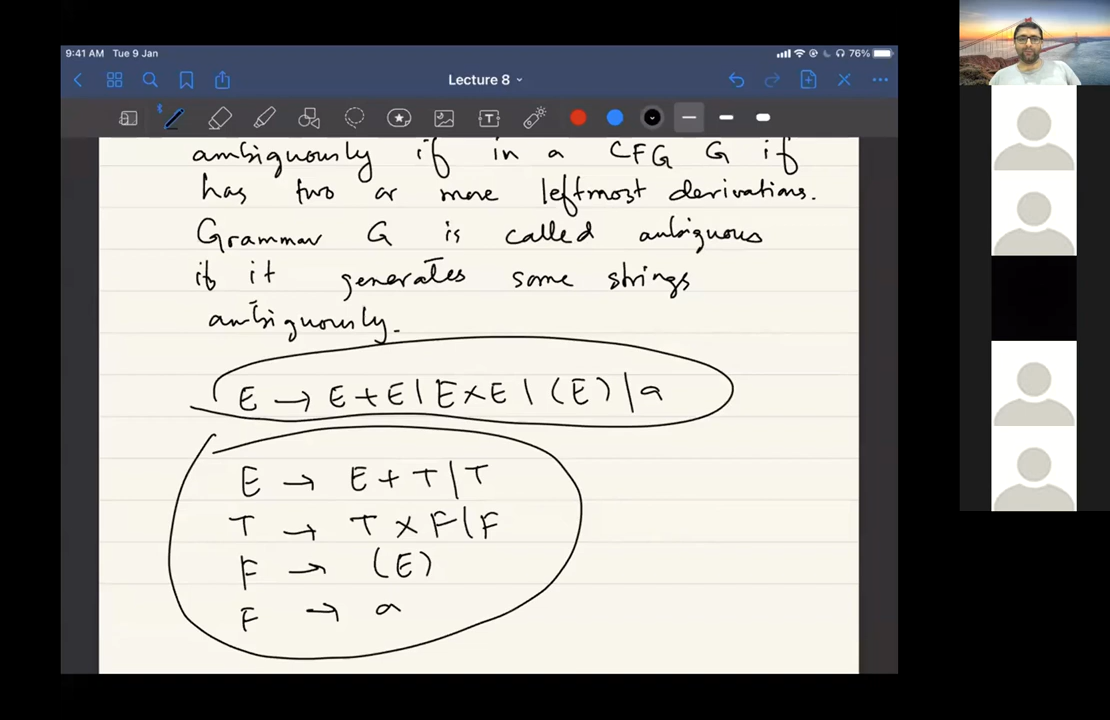 9:41 AM Tue 9 Jan
76%
Lecture 8
ambiguously if in a CFG G if
has two or more leftmost derivations.
Grammar G is called ambiguous
if it generates some strings
ambiguously.
E → E + E | E × E | (E) | a
E → E + T | T
T → T × F | F
F → (E)
F → a